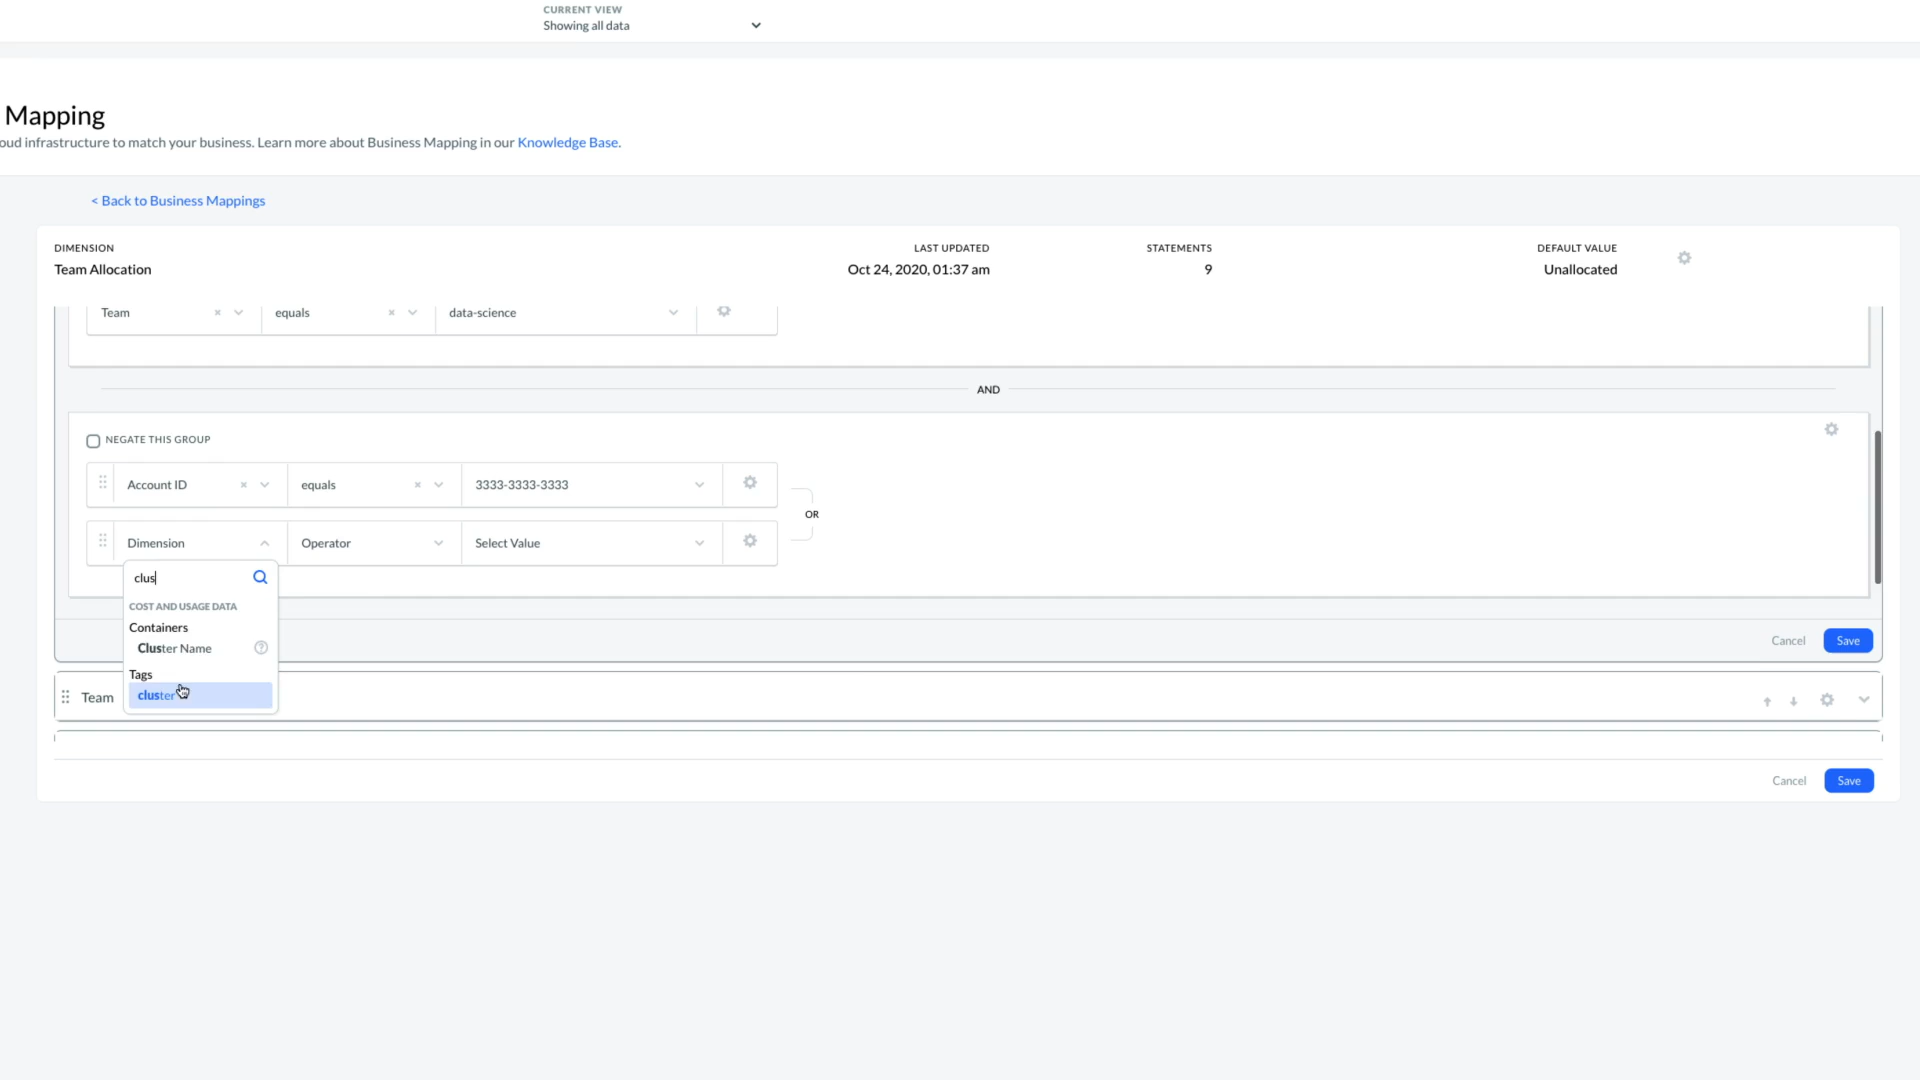 CURRENT VIEW
Showing all data
Mapping
oud infrastructure to match your business. Learn more about Business Mapping in our Knowledge Base.
< Back to Business Mappings
DIMENSION LAST UPDATED STATEMENTS DEFAULT VALUE
Team Allocation Oct 24, 2020, 01:37 am 9 Unallocated
Team equals data-science
AND
NEGATE THIS GROUP
Account ID equals 3333-3333-3333
OR
Dimension Operator Select Value
clus
COST AND USAGE DATA
Containers
Cluster Name
Tags
cluster
Cancel Save
Team
Cancel Save